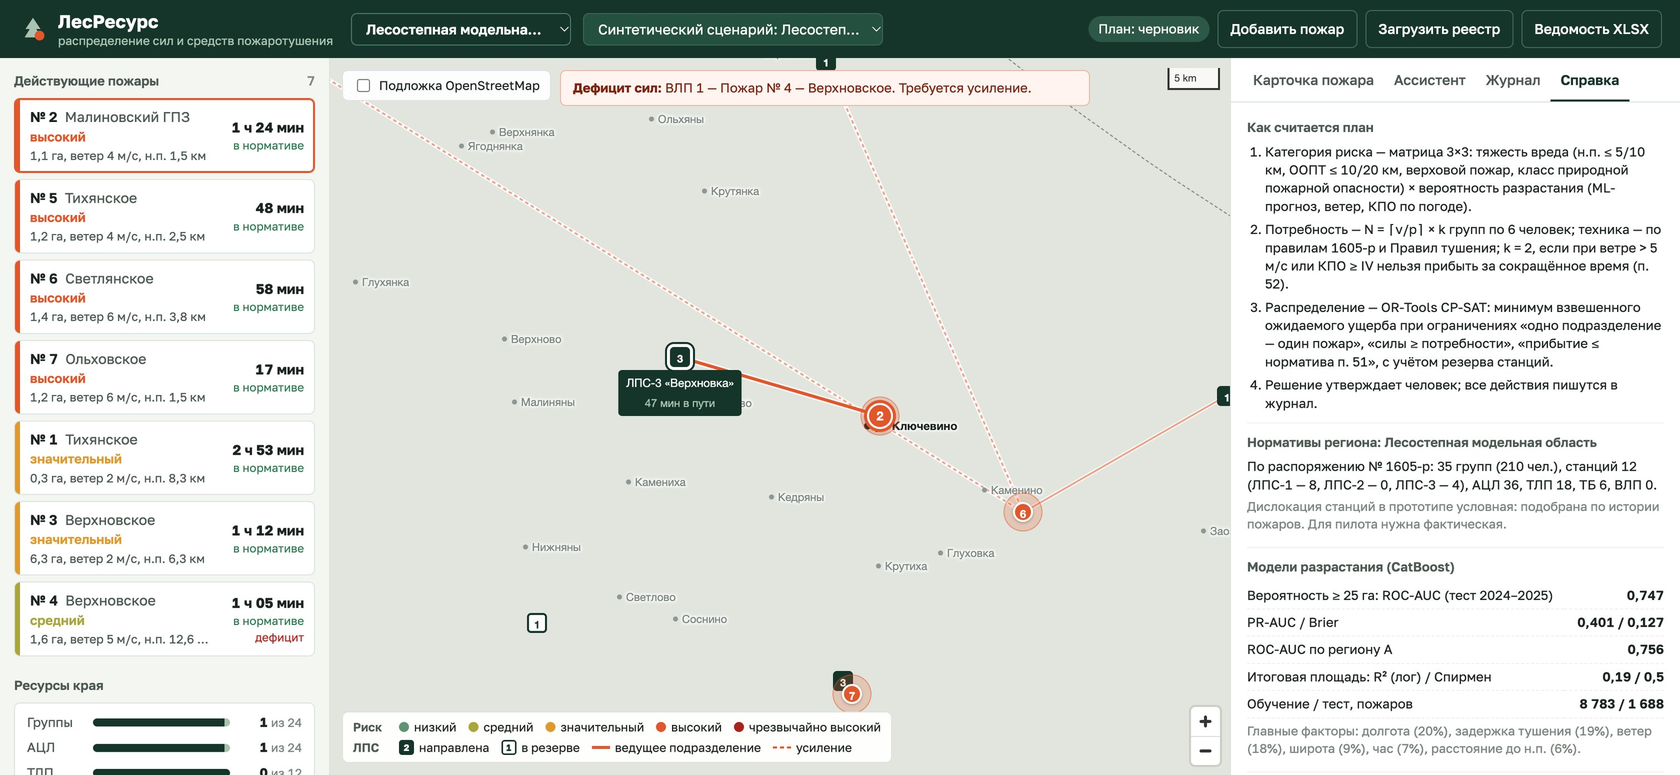 ЛесРесурс
распределение сил и средств пожаротушения
Лесостепная модельна...
Синтетический сценарий: Лесостеп...
План: черновик
Добавить пожар
Загрузить реестр
Ведомость XLSX
Действующие пожары 7
№ 2 Малиновский ГПЗ
высокий
1,1 га, ветер 4 м/с, н.п. 1,5 км
1 ч 24 мин
в нормативе
№ 5 Тихянское
высокий
1,2 га, ветер 4 м/с, н.п. 2,5 км
48 мин
в нормативе
№ 6 Светлянское
высокий
1,4 га, ветер 6 м/с, н.п. 3,8 км
58 мин
в нормативе
№ 7 Ольховское
высокий
1,2 га, ветер 6 м/с, н.п. 1,5 км
17 мин
в нормативе
№ 1 Тихянское
значительный
0,3 га, ветер 2 м/с, н.п. 8,3 км
2 ч 53 мин
в нормативе
№ 3 Верхновское
значительный
6,3 га, ветер 2 м/с, н.п. 6,3 км
1 ч 12 мин
в нормативе
№ 4 Верхновское
средний
1,6 га, ветер 5 м/с, н.п. 12,6 ...
1 ч 05 мин
в нормативе
дефицит
Ресурсы края
Группы 1 из 24
АЦЛ 1 из 24
ТЛП 0 из 12
Подложка OpenStreetMap
Дефицит сил: ВЛП 1 — Пожар № 4 — Верхновское. Требуется усиление.
1
5 km
Ольхяны
Верхнянка
Ягоднянка
Крутянка
Глухянка
Верхново
3
ЛПС-3 «Верхновка»
47 мин в пути
во
Малиняны
1
2
Ключевино
Камениха
Кедряны
Каменино
6
Зао
Нижняны
Глуховка
Крутиха
Светлово
Соснино
1
3
7
Риск низкий средний значительный высокий чрезвычайно высокий
ЛПС 2 направлена 1 в резерве ведущее подразделение усиление
+
−
Карточка пожара
Ассистент
Журнал
Справка
Как считается план
1. Категория риска — матрица 3×3: тяжесть вреда (н.п. ≤ 5/10
км, ООПТ ≤ 10/20 км, верховой пожар, класс природной
пожарной опасности) × вероятность разрастания (ML-
прогноз, ветер, КПО по погоде).
2. Потребность — N = ⌈v/p⌉ × k групп по 6 человек; техника — по
правилам 1605-р и Правил тушения; k = 2, если при ветре > 5
м/с или КПО ≥ IV нельзя прибыть за сокращённое время (п.
52).
3. Распределение — OR-Tools CP-SAT: минимум взвешенного
ожидаемого ущерба при ограничениях «одно подразделение
— один пожар», «силы ≥ потребности», «прибытие ≤
норматива п. 51», с учётом резерва станций.
4. Решение утверждает человек; все действия пишутся в
журнал.
Нормативы региона: Лесостепная модельная область
По распоряжению № 1605-р: 35 групп (210 чел.), станций 12
(ЛПС-1 — 8, ЛПС-2 — 0, ЛПС-3 — 4), АЦЛ 36, ТЛП 18, ТБ 6, ВЛП 0.
Дислокация станций в прототипе условная: подобрана по истории
пожаров. Для пилота нужна фактическая.
Модели разрастания (CatBoost)
Вероятность ≥ 25 га: ROC-AUC (тест 2024–2025) 0,747
PR-AUC / Brier 0,401 / 0,127
ROC-AUC по региону А 0,756
Итоговая площадь: R² (лог) / Спирмен 0,19 / 0,5
Обучение / тест, пожаров 8 783 / 1 688
Главные факторы: долгота (20%), задержка тушения (19%), ветер
(18%), широта (9%), час (7%), расстояние до н.п. (6%).